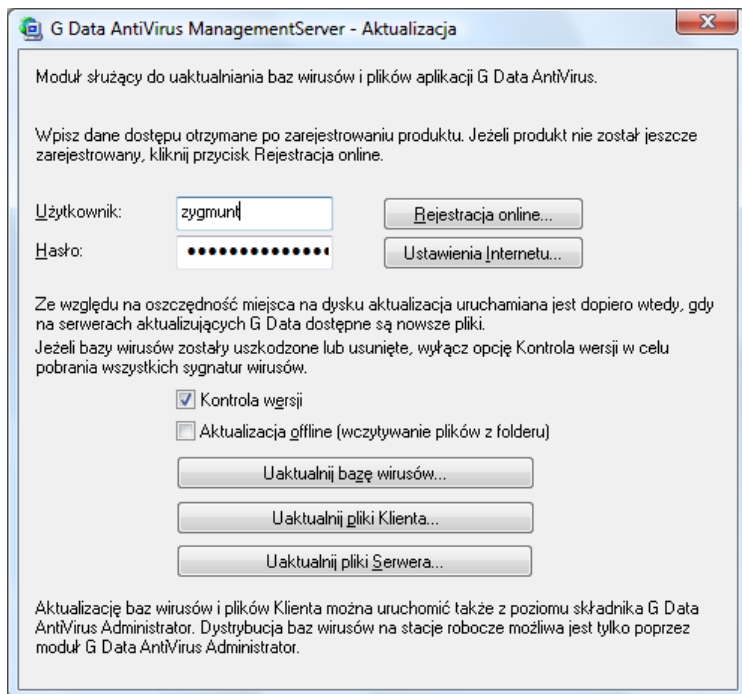 G Data AntiVirus ManagementServer - Aktualizacja
Moduł służący do uaktualniania baz wirusów i plików aplikacji G Data AntiVirus.
Wpisz dane dostępu otrzymane po zarejestrowaniu produktu. Jeżeli produkt nie został jeszcze
zarejestrowany, kliknij przycisk Rejestracja online.
Użytkownik: zygmunt Rejestracja online...
Hasło: ●●●●●●●●●●●●●● Ustawienia Internetu...
Ze względu na oszczędność miejsca na dysku aktualizacja uruchamiana jest dopiero wtedy, gdy
na serwerach aktualizujących G Data dostępne są nowsze pliki.
Jeżeli bazy wirusów zostały uszkodzone lub usunięte, wyłącz opcję Kontrola wersji w celu
pobrania wszystkich sygnatur wirusów.
Kontrola wersji
Aktualizacja offline (wczytywanie plików z folderu)
Uaktualnij bazę wirusów...
Uaktualnij pliki Klienta...
Uaktualnij pliki Serwera...
Aktualizację baz wirusów i plików Klienta można uruchomić także z poziomu składnika G Data
AntiVirus Administrator. Dystrybucja baz wirusów na stacje robocze możliwa jest tylko poprzez
moduł G Data AntiVirus Administrator.